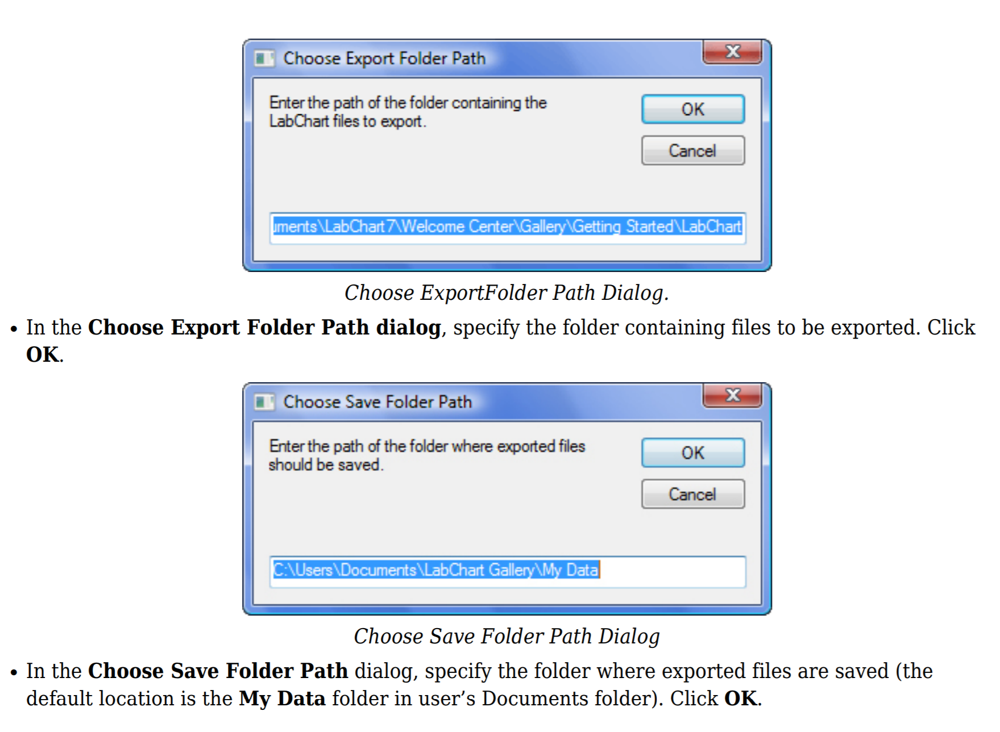 Choose Export Folder Path
Enter the path of the folder containing the
LabChart files to export.
OK
Cancel
\LabChart7\Welcome Center\Gallery\Getting Started\LabChart
Choose ExportFolder Path Dialog.
• In the Choose Export Folder Path dialog, specify the folder containing files to be exported. Click
OK.
Choose Save Folder Path
Enter the path of the folder where exported files
should be saved.
OK
Cancel
C:\Users\Documents\LabChart Gallery\My Data
Choose Save Folder Path Dialog
• In the Choose Save Folder Path dialog, specify the folder where exported files are saved (the
default location is the My Data folder in user’s Documents folder). Click OK.